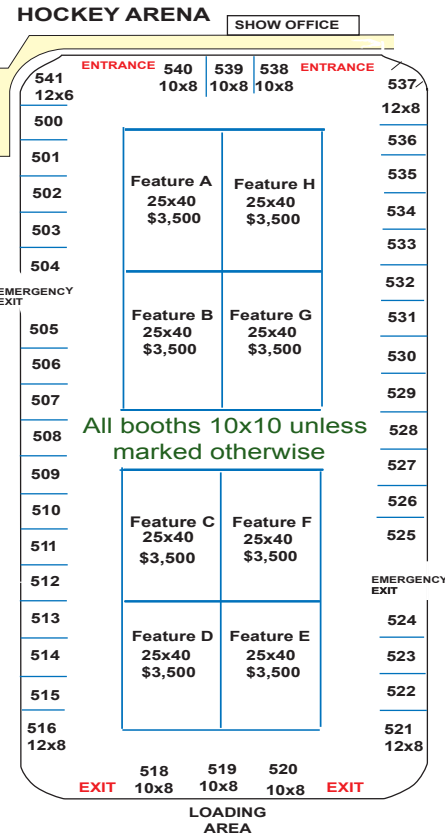 HOCKEY ARENA
SHOW OFFICE
541
12x6
ENTRANCE
540
10x8
539
10x8
538
10x8
ENTRANCE
537
12x8
500
501
502
503
504
EMERGENCY
EXIT
505
506
507
508
509
510
511
512
513
514
515
516
12x8
Feature A
25x40
$3,500
Feature H
25x40
$3,500
Feature B
25x40
$3,500
Feature G
25x40
$3,500
All booths 10x10 unless
marked otherwise
Feature C
25x40
$3,500
Feature F
25x40
$3,500
Feature D
25x40
$3,500
Feature E
25x40
$3,500
536
535
534
533
532
531
530
529
528
527
526
525
EMERGENCY
EXIT
524
523
522
521
12x8
EXIT
518
10x8
519
10x8
520
10x8
EXIT
LOADING
AREA